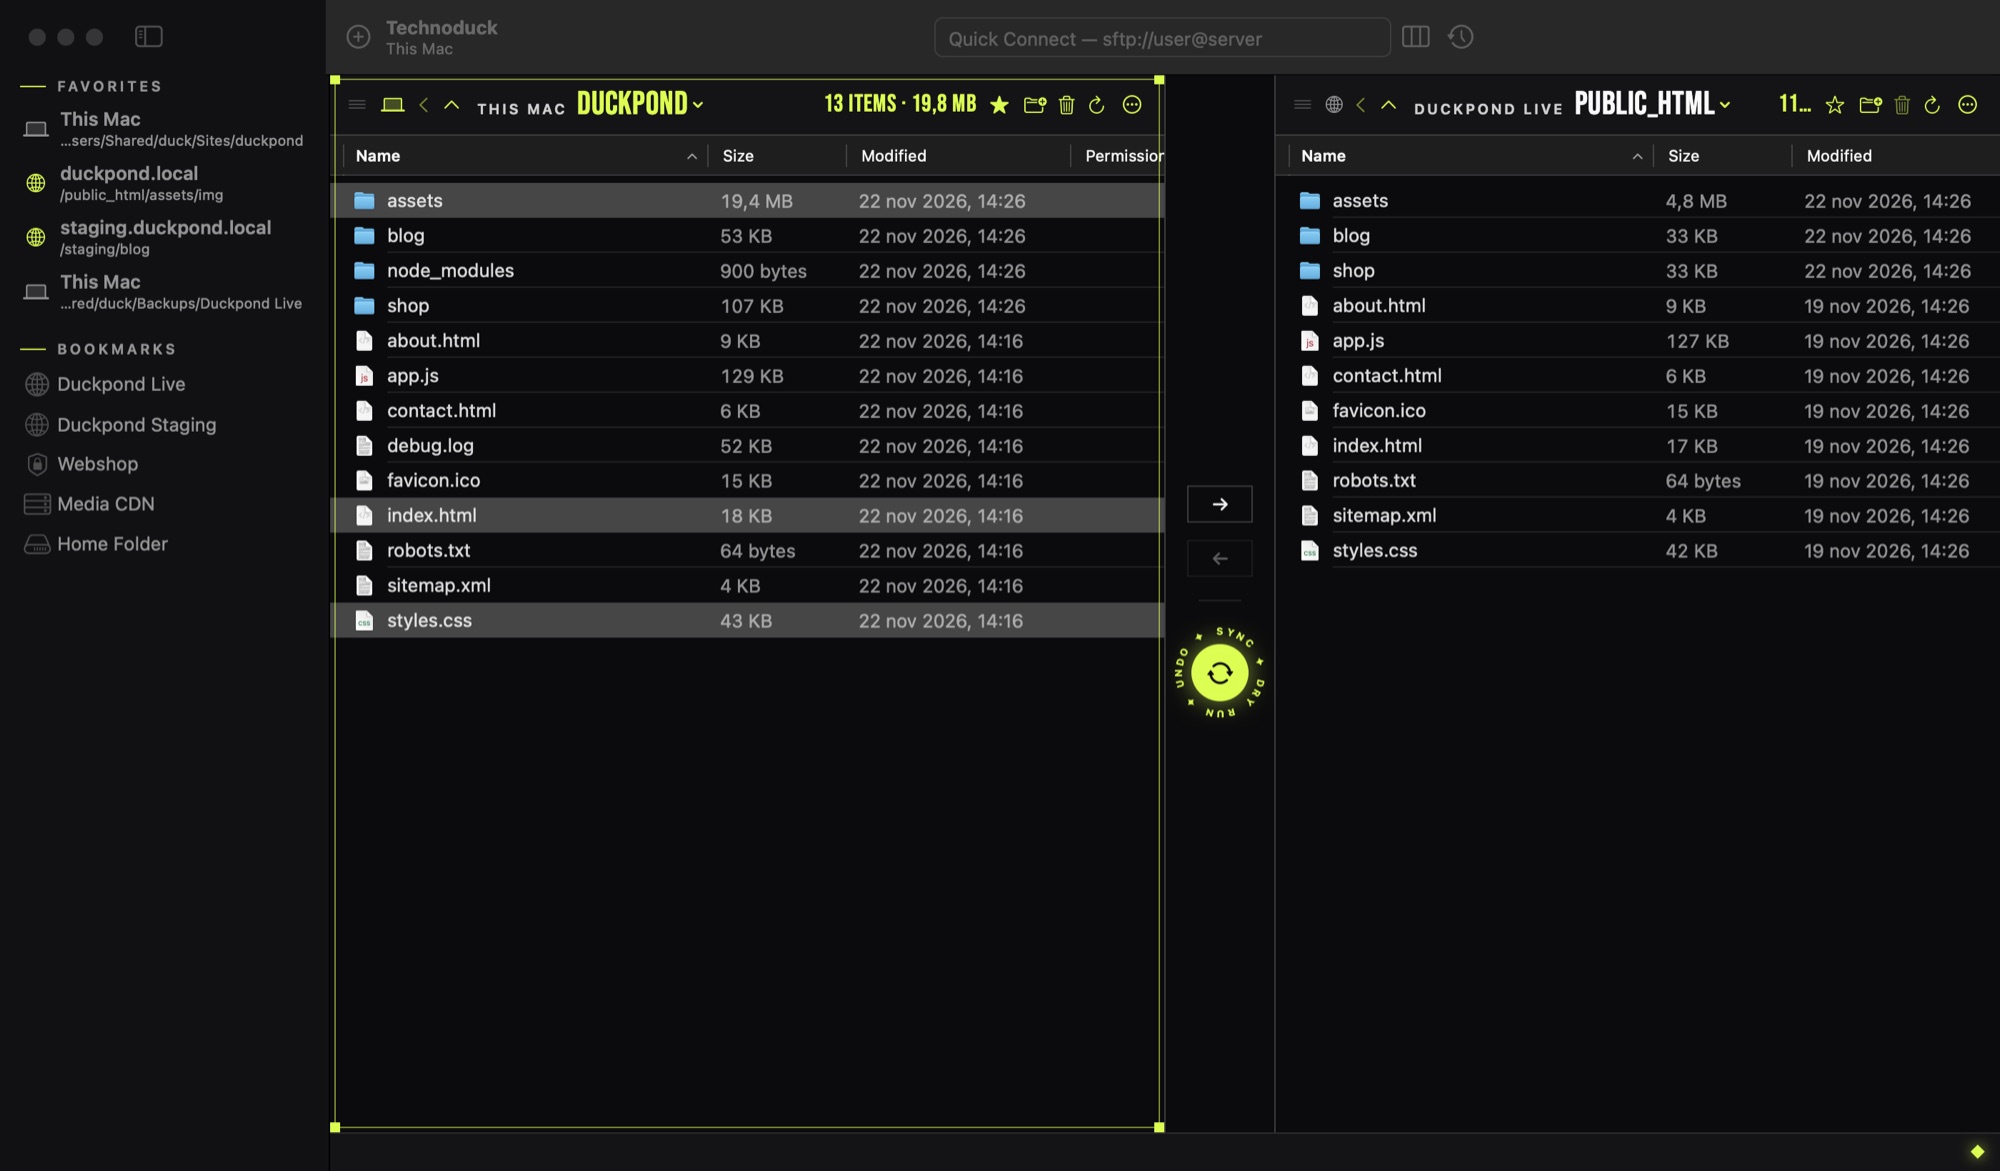 Technoduck
This Mac
Quick Connect — sftp://user@server
FAVORITES
This Mac
...sers/Shared/duck/Sites/duckpond
duckpond.local
/public_html/assets/img
staging.duckpond.local
/staging/blog
This Mac
...red/duck/Backups/Duckpond Live
BOOKMARKS
Duckpond Live
Duckpond Staging
Webshop
Media CDN
Home Folder
THIS MAC DUCKPOND 13 ITEMS · 19,8 MB
Name Size Modified Permission
assets 19,4 MB 22 nov 2026, 14:26
blog 53 KB 22 nov 2026, 14:26
node_modules 900 bytes 22 nov 2026, 14:26
shop 107 KB 22 nov 2026, 14:26
about.html 9 KB 22 nov 2026, 14:16
app.js 129 KB 22 nov 2026, 14:16
contact.html 6 KB 22 nov 2026, 14:16
debug.log 52 KB 22 nov 2026, 14:16
favicon.ico 15 KB 22 nov 2026, 14:16
index.html 18 KB 22 nov 2026, 14:16
robots.txt 64 bytes 22 nov 2026, 14:16
sitemap.xml 4 KB 22 nov 2026, 14:16
styles.css 43 KB 22 nov 2026, 14:16
SYNC ✦ DRY RUN ✦ UNDO ✦
DUCKPOND LIVE PUBLIC_HTML 11...
Name Size Modified
assets 4,8 MB 22 nov 2026, 14:26
blog 33 KB 22 nov 2026, 14:26
shop 33 KB 22 nov 2026, 14:26
about.html 9 KB 19 nov 2026, 14:26
app.js 127 KB 19 nov 2026, 14:26
contact.html 6 KB 19 nov 2026, 14:26
favicon.ico 15 KB 19 nov 2026, 14:26
index.html 17 KB 19 nov 2026, 14:26
robots.txt 64 bytes 19 nov 2026, 14:26
sitemap.xml 4 KB 19 nov 2026, 14:26
styles.css 42 KB 19 nov 2026, 14:26